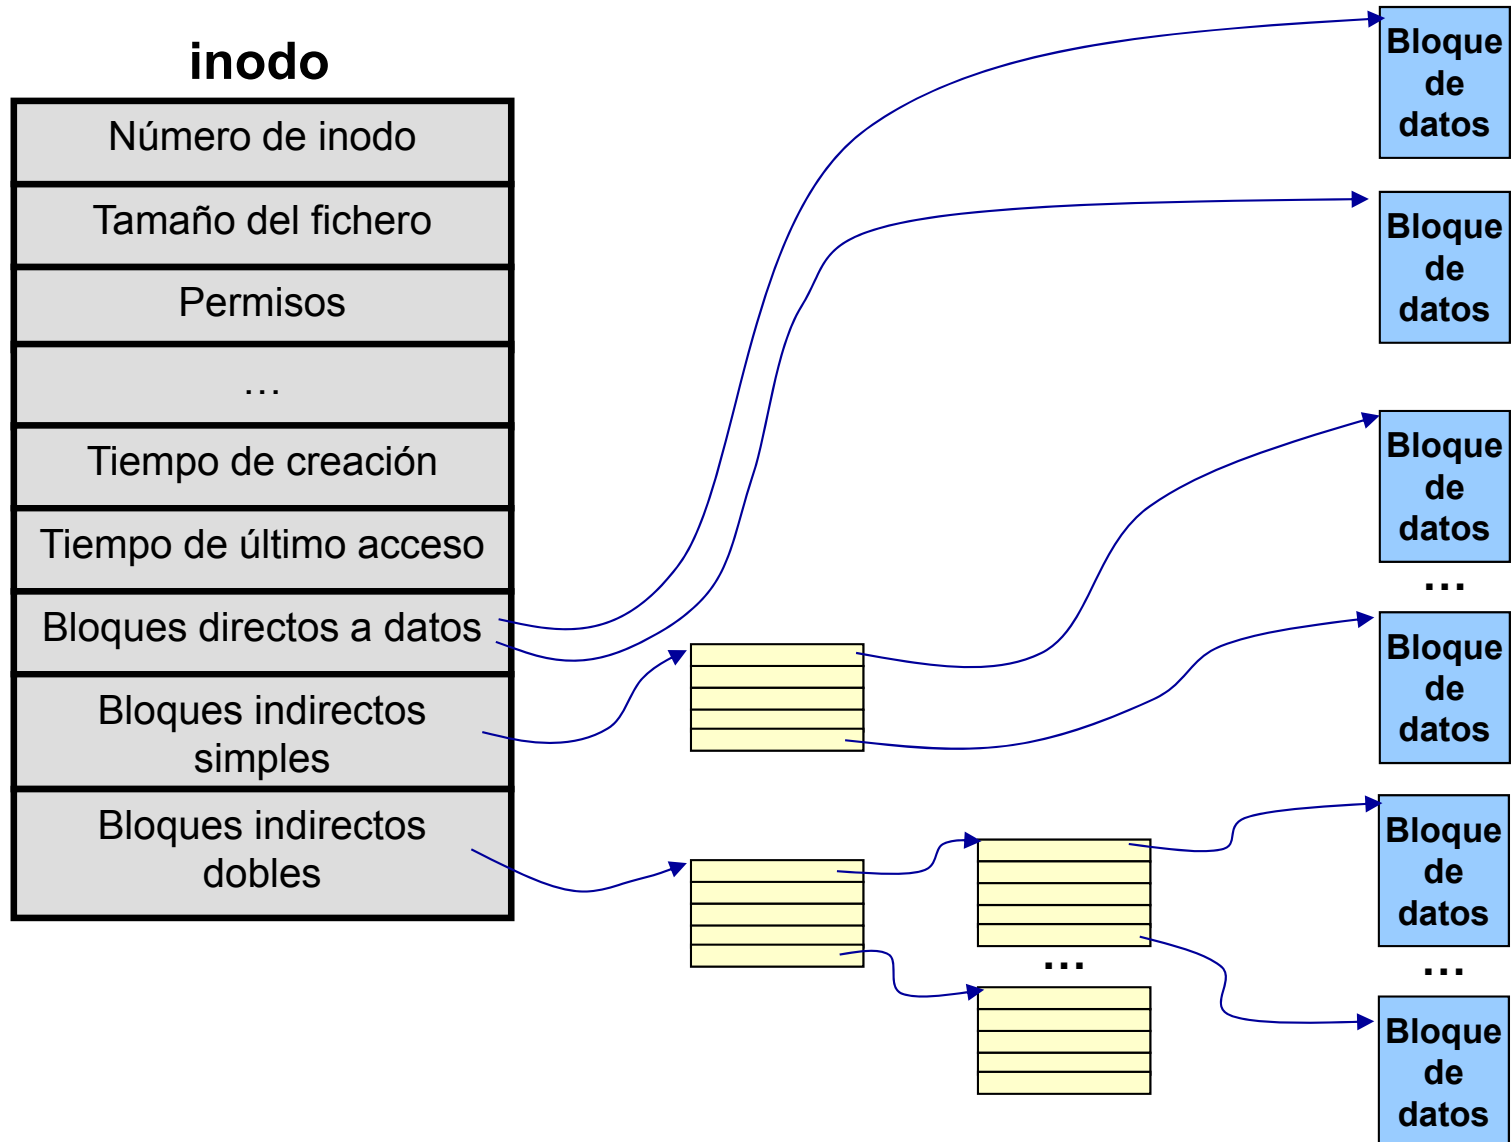 inodo
Número de inodo
Tamaño del fichero
Permisos
…
Tiempo de creación
Tiempo de último acceso
Bloques directos a datos
Bloques indirectos
simples
Bloques indirectos
dobles
...
Bloque
de
datos
Bloque
de
datos
Bloque
de
datos
...
Bloque
de
datos
Bloque
de
datos
...
Bloque
de
datos